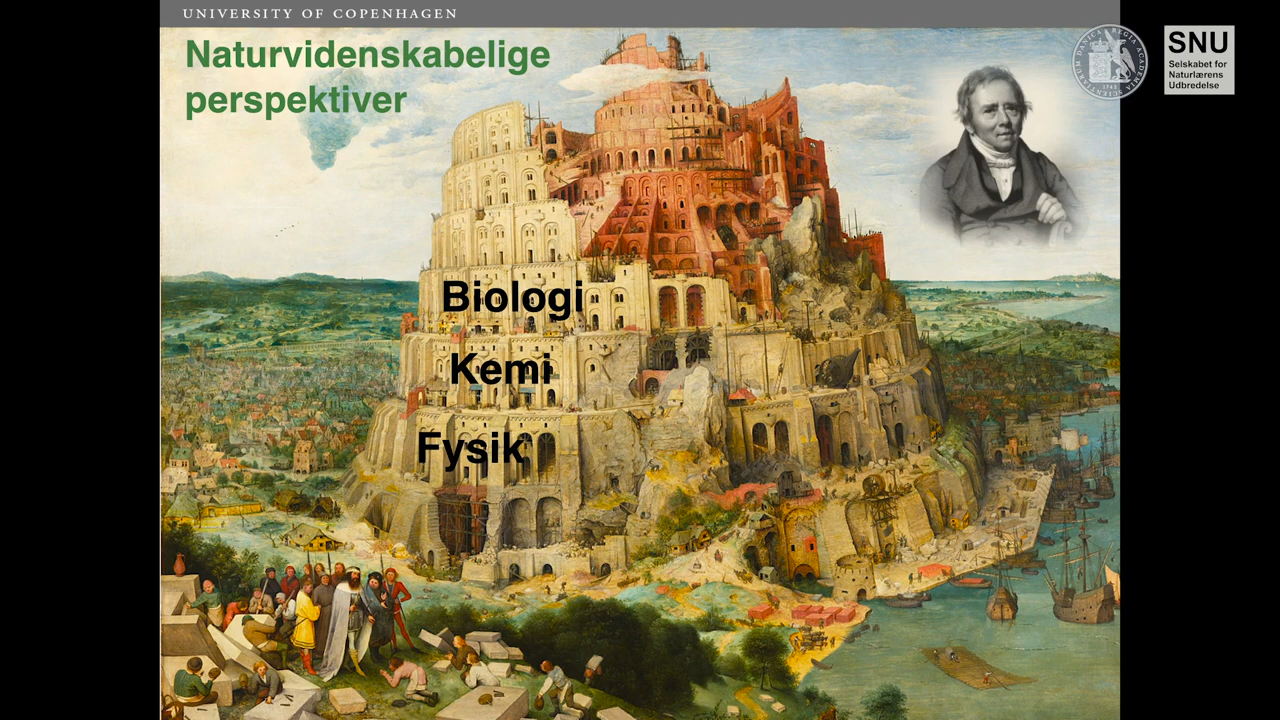 UNIVERSITY OF COPENHAGEN
Naturvidenskabelige
perspektiver
SNU
Selskabet for
Naturlærens
Udbredelse
Biologi
Kemi
Fysik